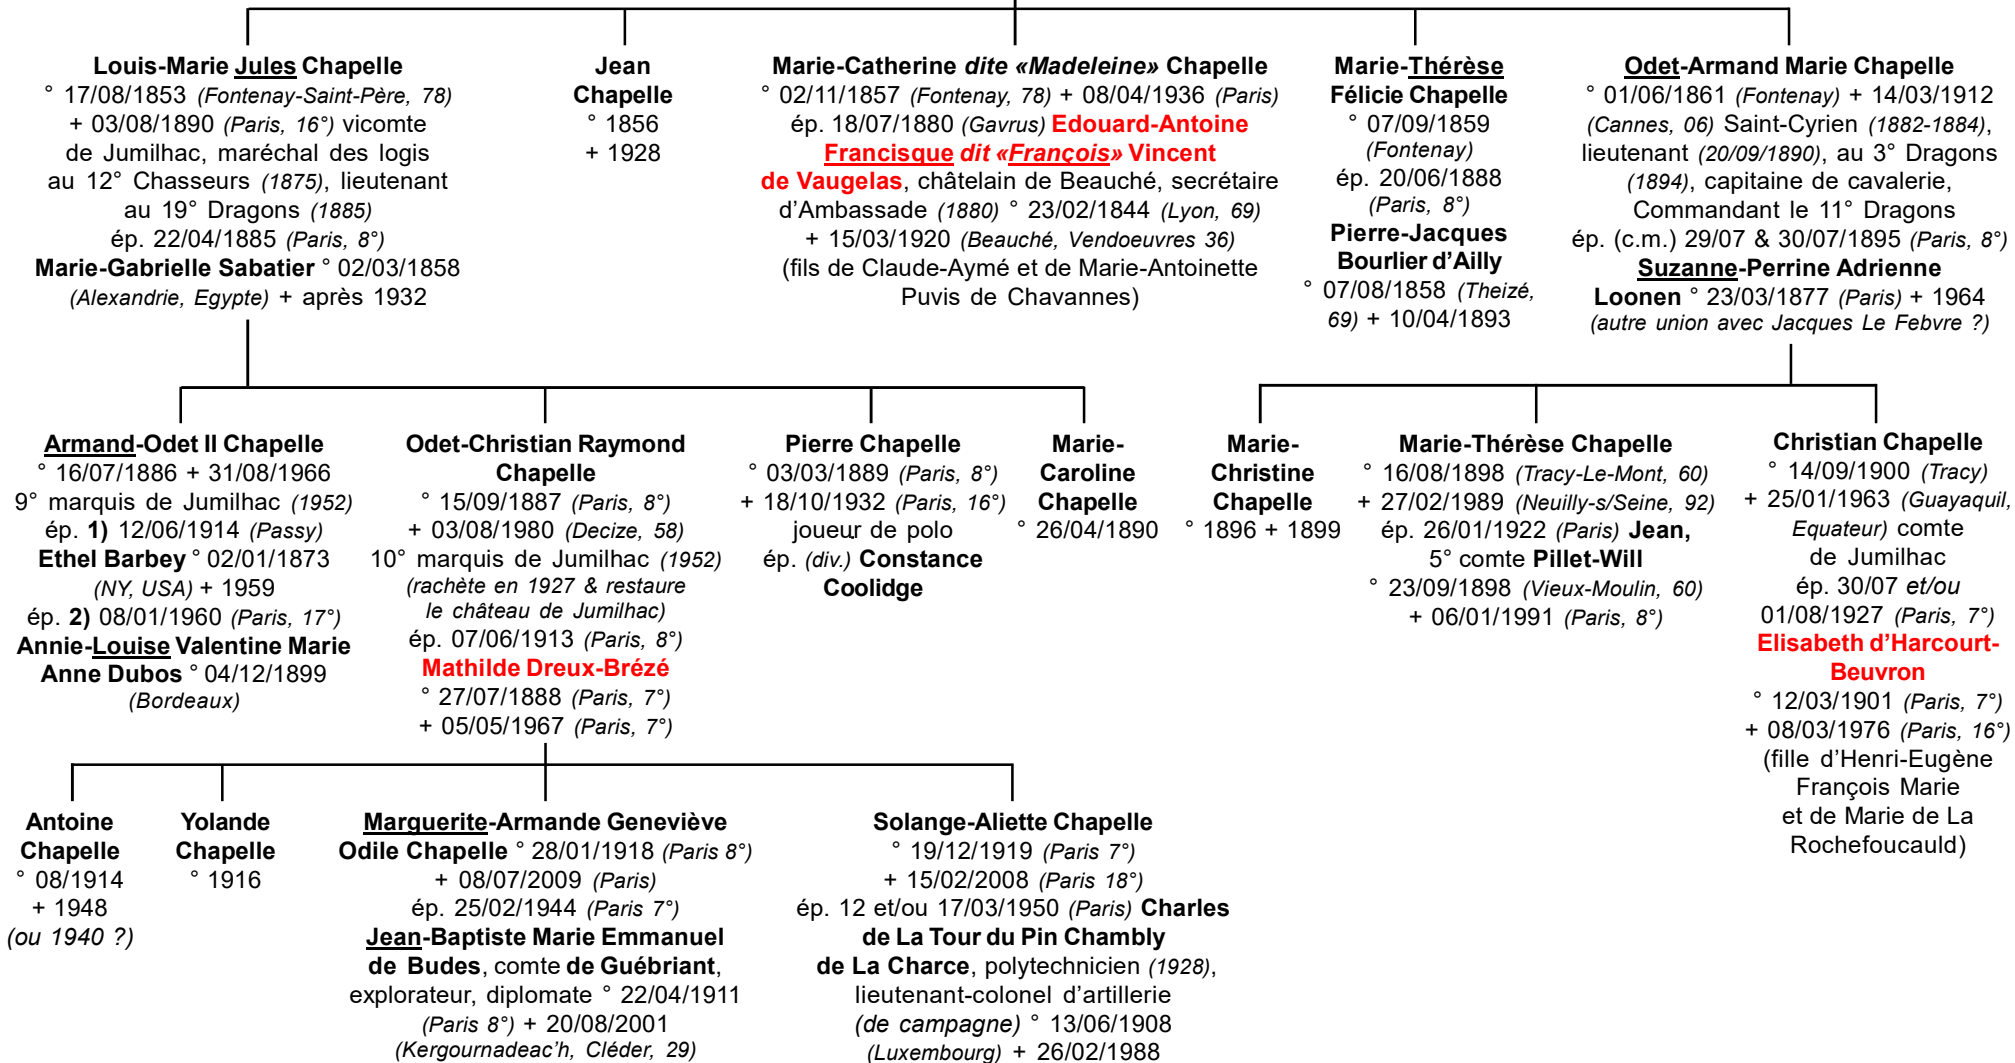 Louis-Marie Jules Chapelle
° 17/08/1853 (Fontenay-Saint-Père, 78)
+ 03/08/1890 (Paris, 16°) vicomte
de Jumilhac, maréchal des logis
au 12° Chasseurs (1875), lieutenant
au 19° Dragons (1885)
ép. 22/04/1885 (Paris, 8°)
Marie-Gabrielle Sabatier ° 02/03/1858
(Alexandrie, Egypte) + après 1932
Jean
Chapelle
° 1856
+ 1928
Marie-Catherine dite «Madeleine» Chapelle
° 02/11/1857 (Fontenay, 78) + 08/04/1936 (Paris)
ép. 18/07/1880 (Gavrus) Edouard-Antoine
Francisque dit «François» Vincent
de Vaugelas, châtelain de Beauché, secrétaire
d'Ambassade (1880) ° 23/02/1844 (Lyon, 69)
+ 15/03/1920 (Beauché, Vendoeuvres 36)
(fils de Claude-Aymé et de Marie-Antoinette
Puvis de Chavannes)
Marie-Thérèse
Félicie Chapelle
° 07/09/1859
(Fontenay)
ép. 20/06/1888
(Paris, 8°)
Pierre-Jacques
Bourlier d'Ailly
° 07/08/1858 (Theizé,
69) + 10/04/1893
Odet-Armand Marie Chapelle
° 01/06/1861 (Fontenay) + 14/03/1912
(Cannes, 06) Saint-Cyrien (1882-1884),
lieutenant (20/09/1890), au 3° Dragons
(1894), capitaine de cavalerie,
Commandant le 11° Dragons
ép. (c.m.) 29/07 & 30/07/1895 (Paris, 8°)
Suzanne-Perrine Adrienne
Loonen ° 23/03/1877 (Paris) + 1964
(autre union avec Jacques Le Febvre ?)
Armand-Odet II Chapelle
° 16/07/1886 + 31/08/1966
9° marquis de Jumilhac (1952)
ép. 1) 12/06/1914 (Passy)
Ethel Barbey ° 02/01/1873
(NY, USA) + 1959
ép. 2) 08/01/1960 (Paris, 17°)
Annie-Louise Valentine Marie
Anne Dubos ° 04/12/1899
(Bordeaux)
Odet-Christian Raymond
Chapelle
° 15/09/1887 (Paris, 8°)
+ 03/08/1980 (Decize, 58)
10° marquis de Jumilhac (1952)
(rachète en 1927 & restaure
le château de Jumilhac)
ép. 07/06/1913 (Paris, 8°)
Mathilde Dreux-Brézé
° 27/07/1888 (Paris, 7°)
+ 05/05/1967 (Paris, 7°)
Pierre Chapelle
° 03/03/1889 (Paris, 8°)
+ 18/10/1932 (Paris, 16°)
joueur de polo
ép. (div.) Constance
Coolidge
Marie-
Caroline
Chapelle
° 26/04/1890
Marie-
Christine
Chapelle
° 1896 + 1899
Marie-Thérèse Chapelle
° 16/08/1898 (Tracy-Le-Mont, 60)
+ 27/02/1989 (Neuilly-s/Seine, 92)
ép. 26/01/1922 (Paris) Jean,
5° comte Pillet-Will
° 23/09/1898 (Vieux-Moulin, 60)
+ 06/01/1991 (Paris, 8°)
Christian Chapelle
° 14/09/1900 (Tracy)
+ 25/01/1963 (Guayaquil,
Equateur) comte
de Jumilhac
ép. 30/07 et/ou
01/08/1927 (Paris, 7°)
Elisabeth d'Harcourt-
Beuvron
° 12/03/1901 (Paris, 7°)
+ 08/03/1976 (Paris, 16°)
(fille d'Henri-Eugène
François Marie
et de Marie de La
Rochefoucauld)
Antoine
Chapelle
° 08/1914
+ 1948
(ou 1940 ?)
Yolande
Chapelle
° 1916
Marguerite-Armande Geneviève
Odile Chapelle ° 28/01/1918 (Paris 8°)
+ 08/07/2009 (Paris)
ép. 25/02/1944 (Paris 7°)
Jean-Baptiste Marie Emmanuel
de Budes, comte de Guébriant,
explorateur, diplomate ° 22/04/1911
(Paris 8°) + 20/08/2001
(Kergournadeac'h, Cléder, 29)
Solange-Aliette Chapelle
° 19/12/1919 (Paris 7°)
+ 15/02/2008 (Paris 18°)
ép. 12 et/ou 17/03/1950 (Paris) Charles
de La Tour du Pin Chambly
de La Charce, polytechnicien (1928),
lieutenant-colonel d'artillerie
(de campagne) ° 13/06/1908
(Luxembourg) + 26/02/1988